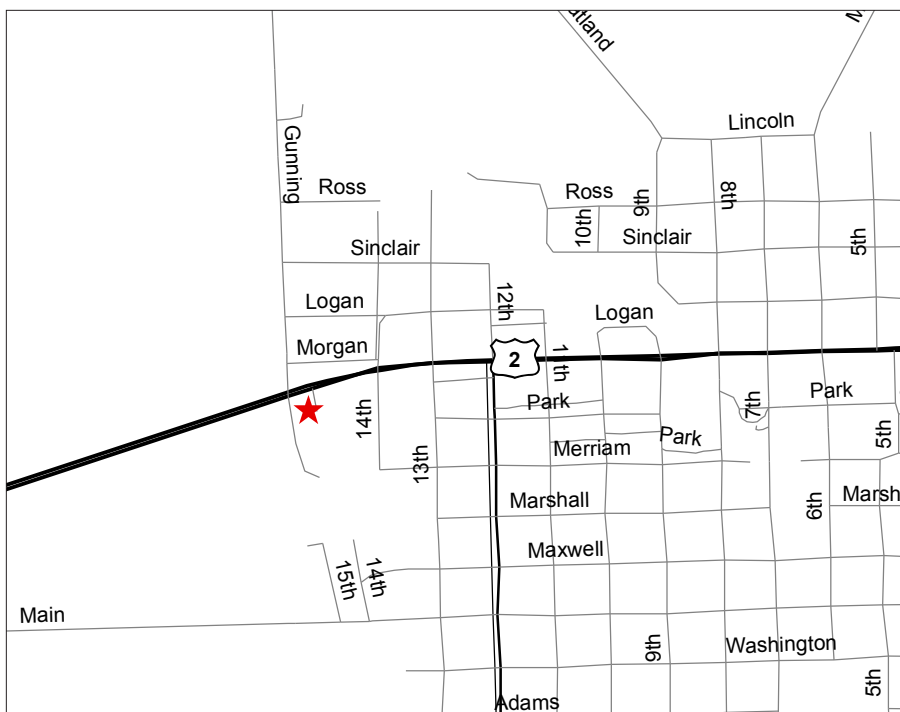 Lincoln
Gunning
Ross
Ross
10th
9th
8th
Sinclair
Sinclair
5th
Logan
12th
Logan
Morgan
2
11th
14th
Park
7th
Park
13th
Merriam
Park
5th
Marshall
6th
Marsh
Maxwell
15th
14th
Main
9th
Washington
5th
Adams